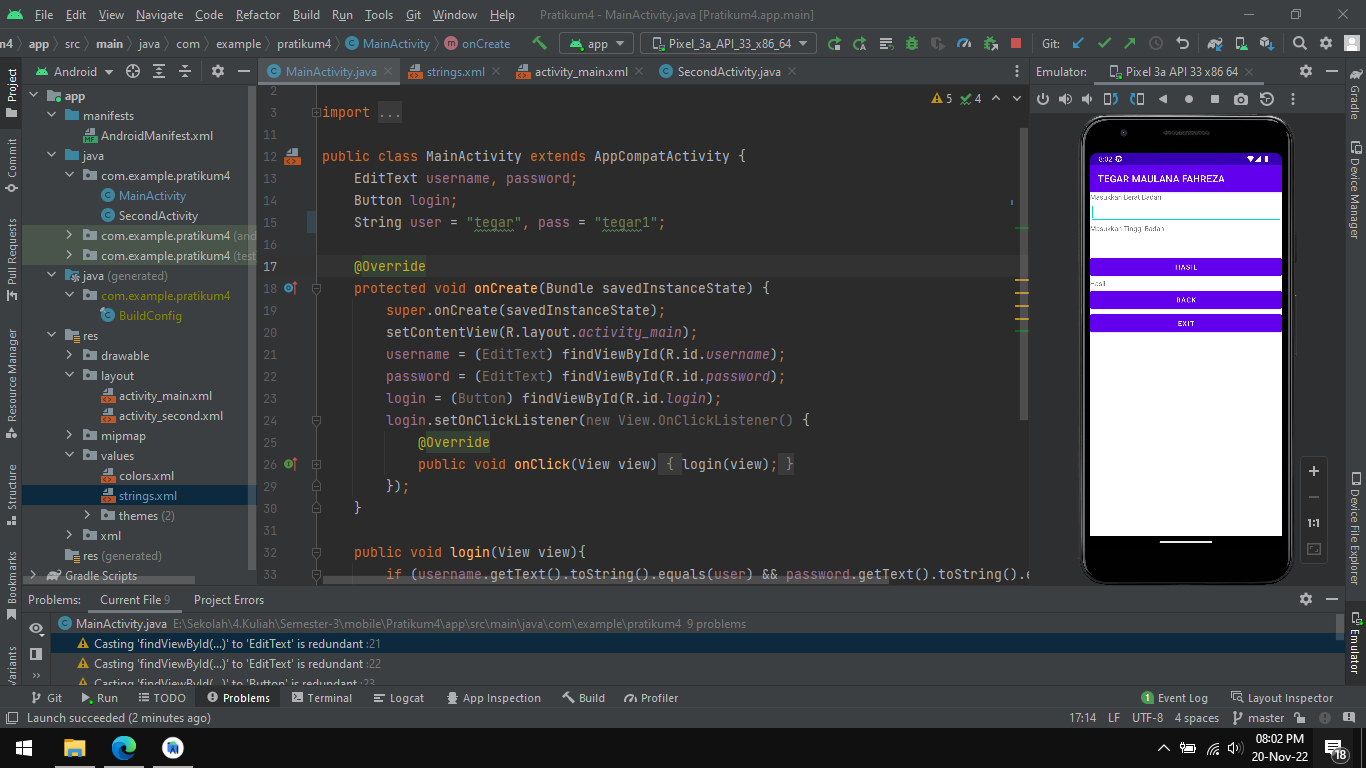 File Edit View Navigate Code Refactor Build Run Tools Git Window Help Pratikum4 - MainActivity.java [Pratikum4.app.main]
n4 app src main java com example pratikum4 MainActivity onCreate app Pixel_3a_API_33_x86_64 Git:
Android MainActivity.java strings.xml activity_main.xml SecondActivity.java Emulator: Pixel 3a API 33 x86 64
Project
Commit
Pull Requests
Resource Manager
Structure
Bookmarks
Variants
app
manifests
AndroidManifest.xml
java
com.example.pratikum4
MainActivity
SecondActivity
com.example.pratikum4 (and
com.example.pratikum4 (test
java (generated)
com.example.pratikum4
BuildConfig
res
drawable
layout
activity_main.xml
activity_second.xml
mipmap
values
colors.xml
strings.xml
themes (2)
xml
res (generated)
Gradle Scripts
5 4
2
3 import ...
11
12 public class MainActivity extends AppCompatActivity {
13 EditText username, password;
14 Button login;
15 String user = "tegar", pass = "tegar1";
16
17 @Override
18 protected void onCreate(Bundle savedInstanceState) {
19 super.onCreate(savedInstanceState);
20 setContentView(R.layout.activity_main);
21 username = (EditText) findViewById(R.id.username);
22 password = (EditText) findViewById(R.id.password);
23 login = (Button) findViewById(R.id.login);
24 login.setOnClickListener(new View.OnClickListener() {
25 @Override
26 public void onClick(View view) { login(view); }
29 });
30 }
31
32 public void login(View view){
33 if (username.getText().toString().equals(user) && password.getText().toString().e
8:02
TEGAR MAULANA FAHREZA
Masukkan Berat Badan
Masukkan Tinggi Badan
HASIL
Hasil
BACK
EXIT
1:1
Gradle
Device Manager
Device File Explorer
Emulator
Problems: Current File 9 Project Errors
MainActivity.java E:\Sekolah\4.Kuliah\Semester-3\mobile\Pratikum4\app\src\main\java\com\example\pratikum4 9 problems
Casting 'findViewById(...)' to 'EditText' is redundant :21
Casting 'findViewById(...)' to 'EditText' is redundant :22
Casting 'findViewById(...)' to 'Button' is redundant :23
Git Run TODO Problems Terminal Logcat App Inspection Build Profiler 1 Event Log Layout Inspector
Launch succeeded (2 minutes ago) 17:14 LF UTF-8 4 spaces master
08:02 PM
20-Nov-22
18